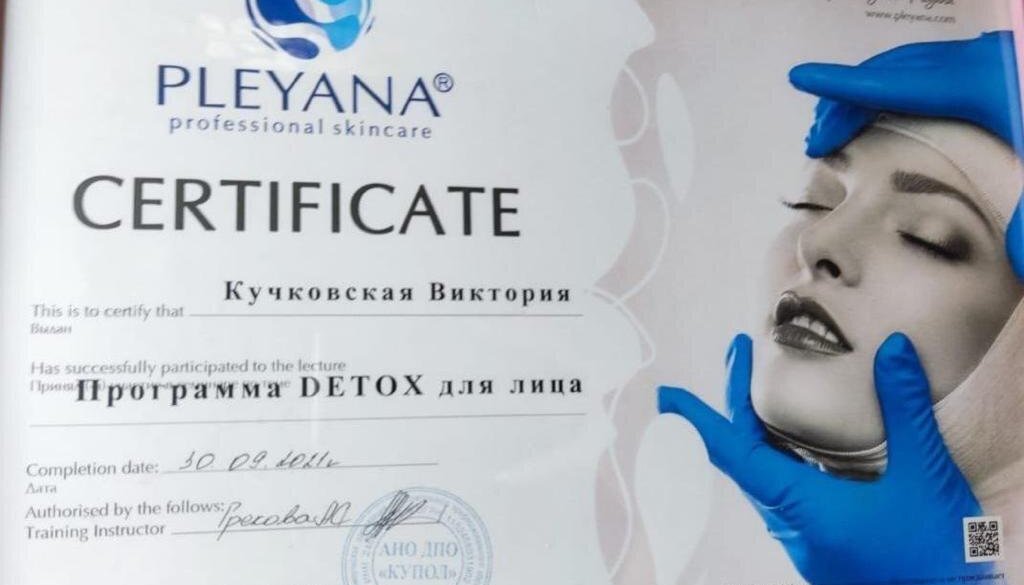 www.pleyana.com
PLEYANA®
professional skincare
CERTIFICATE
Кучковская Виктория
This is to certify that
Выдан
Has successfully participated to the lecture
Программа DETOX для лица
Completion date: 30.09.2021г
Дата
Authorised by the follows:
Training Instructor
АНО ДПО
«КУПОЛ»